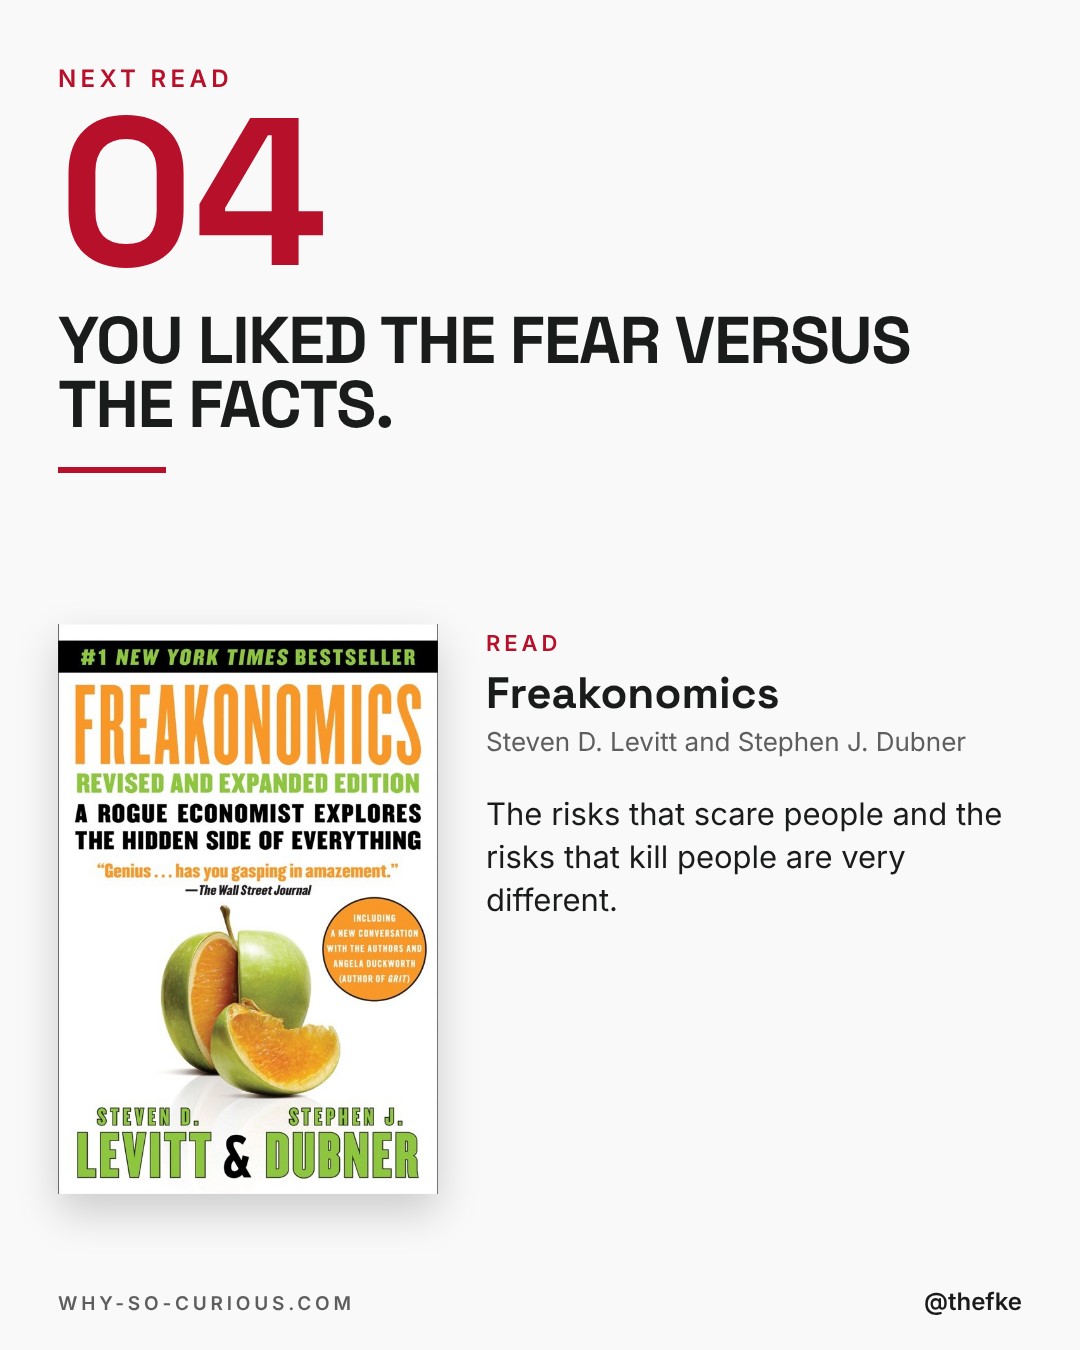 NEXT READ
04
YOU LIKED THE FEAR VERSUS
THE FACTS.
#1 NEW YORK TIMES BESTSELLER
FREAKONOMICS
REVISED AND EXPANDED EDITION
A ROGUE ECONOMIST EXPLORES
THE HIDDEN SIDE OF EVERYTHING
“Genius . . . has you gasping in amazement.”
—The Wall Street Journal
INCLUDING
A NEW CONVERSATION
WITH THE AUTHORS AND
ANGELA DUCKWORTH
(AUTHOR OF GRIT)
STEVEN D. STEPHEN J.
LEVITT & DUBNER
READ
Freakonomics
Steven D. Levitt and Stephen J. Dubner
The risks that scare people and the
risks that kill people are very
different.
WHY-SO-CURIOUS.COM
@thefke